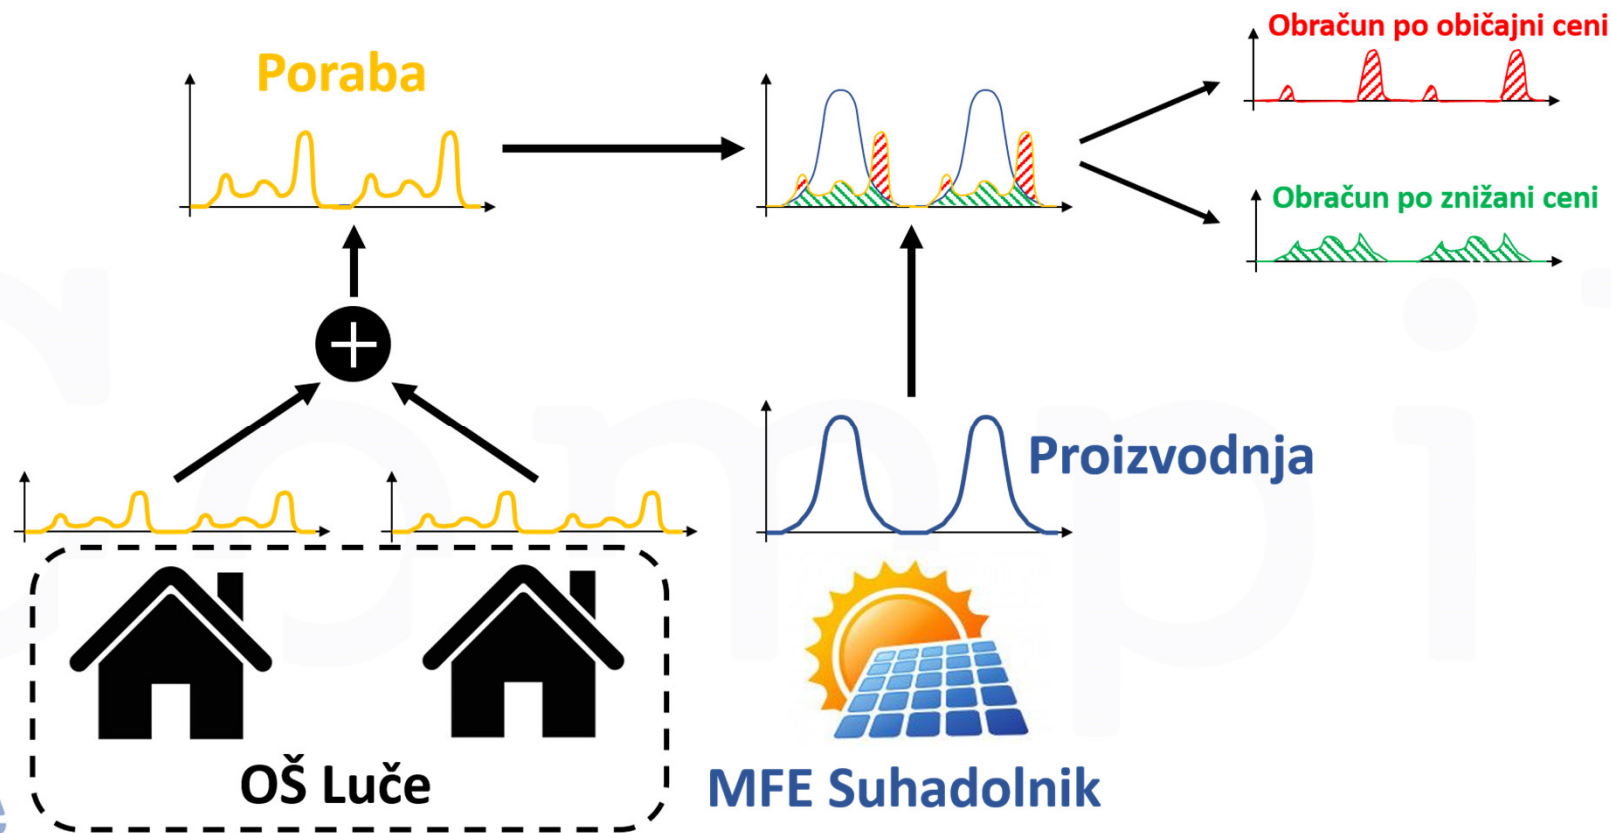 Obračun po običajni ceni
Poraba
Obračun po znižani ceni
Proizvodnja
OŠ Luče
MFE Suhadolnik